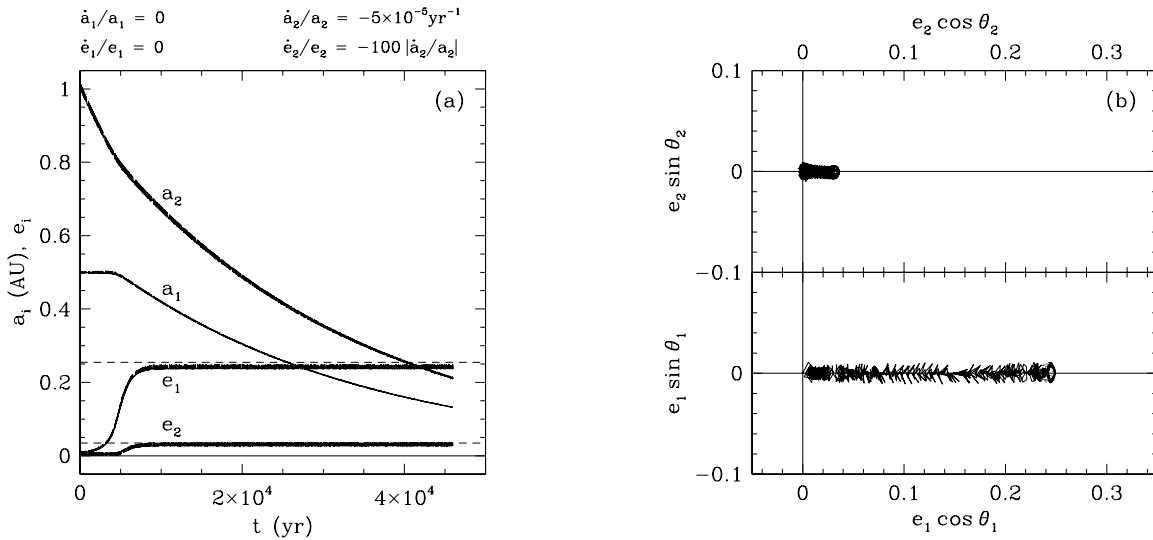 ȧ₁/a₁ = 0
ȧ₂/a₂ = −5×10⁻⁵yr⁻¹
ė₁/e₁ = 0
ė₂/e₂ = −100|ȧ₂/a₂|
(a)
1
0.8
0.6
0.4
0.2
0
aᵢ (AU), eᵢ
a₂
a₁
e₁
e₂
0
2×10⁴
4×10⁴
t (yr)
e₂ cos θ₂
0
0.1
0.2
0.3
(b)
0.1
0
−0.1
e₂ sin θ₂
0
−0.1
e₁ sin θ₁
0
0.1
0.2
0.3
e₁ cos θ₁